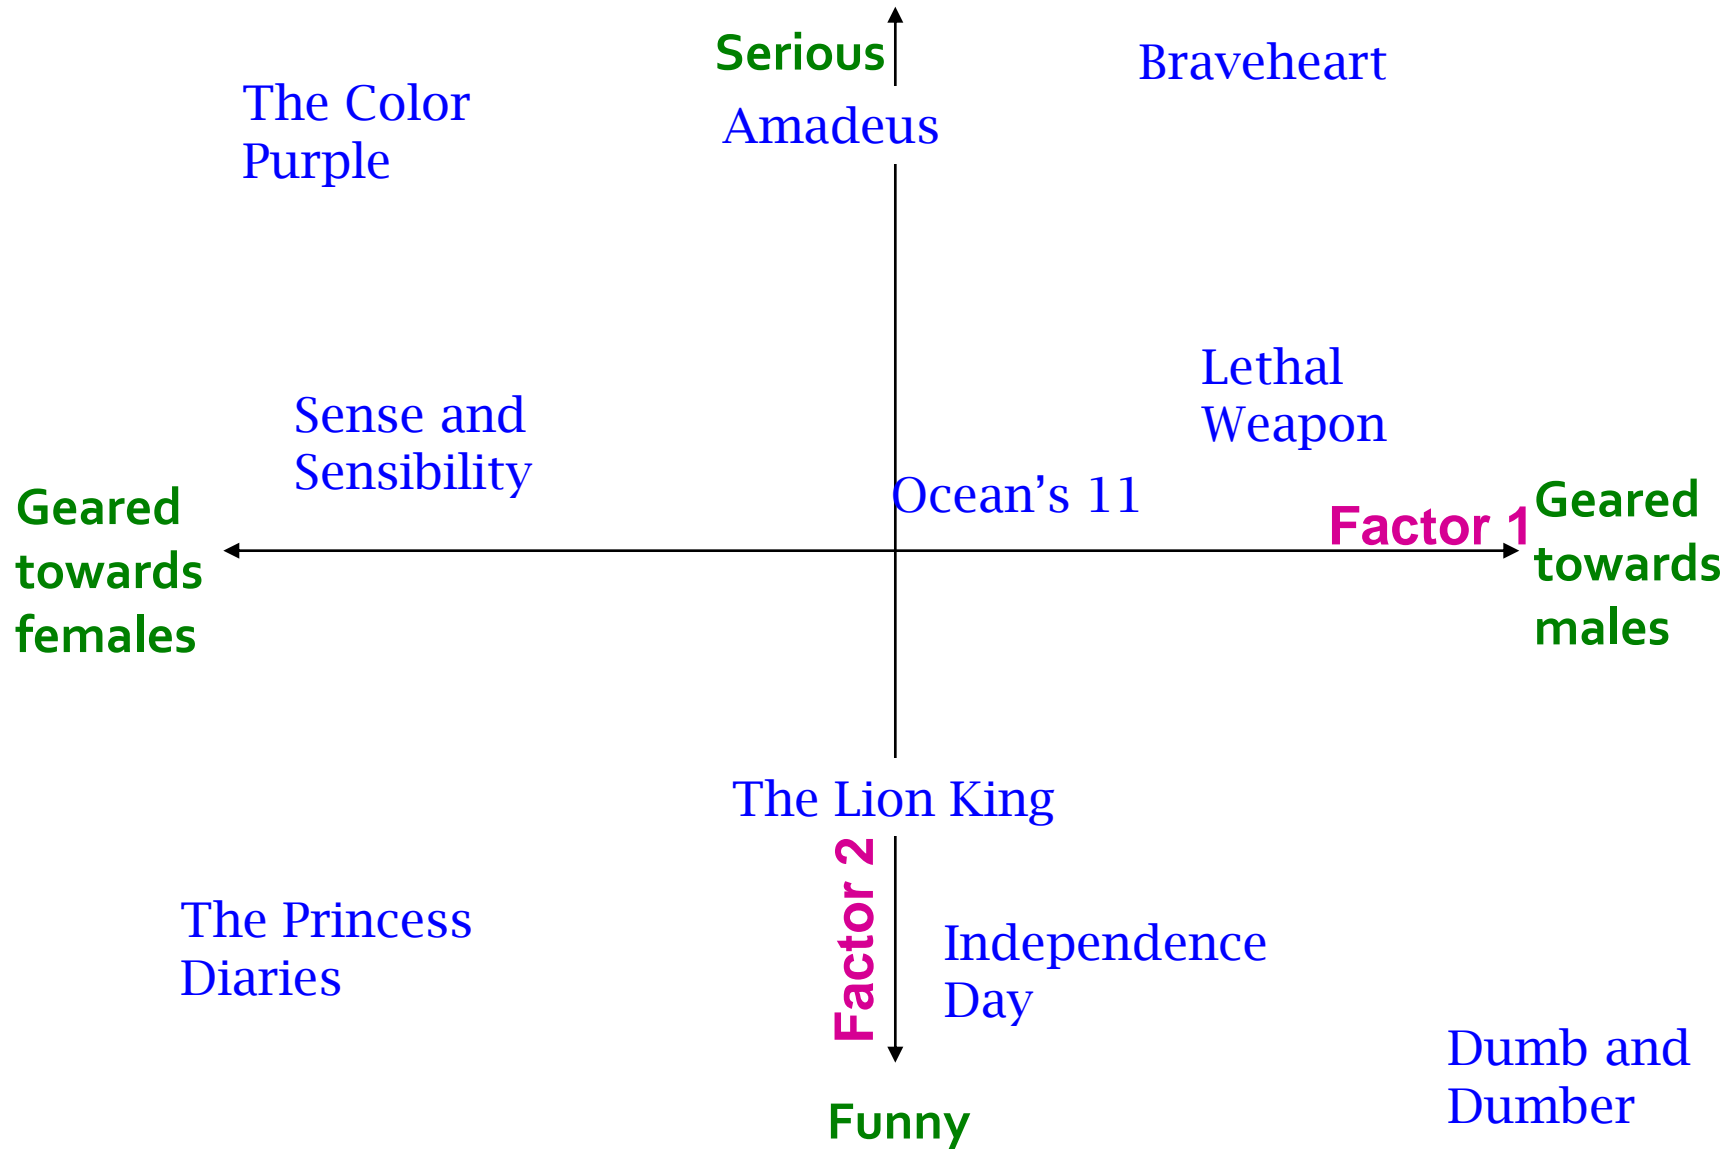 Serious
Braveheart
The Color
Purple
Amadeus
Lethal
Weapon
Sense and
Sensibility
Ocean’s 11
Geared
towards
females
Factor 1
Geared
towards
males
The Lion King
Factor 2
The Princess
Diaries
Independence
Day
Dumb and
Dumber
Funny